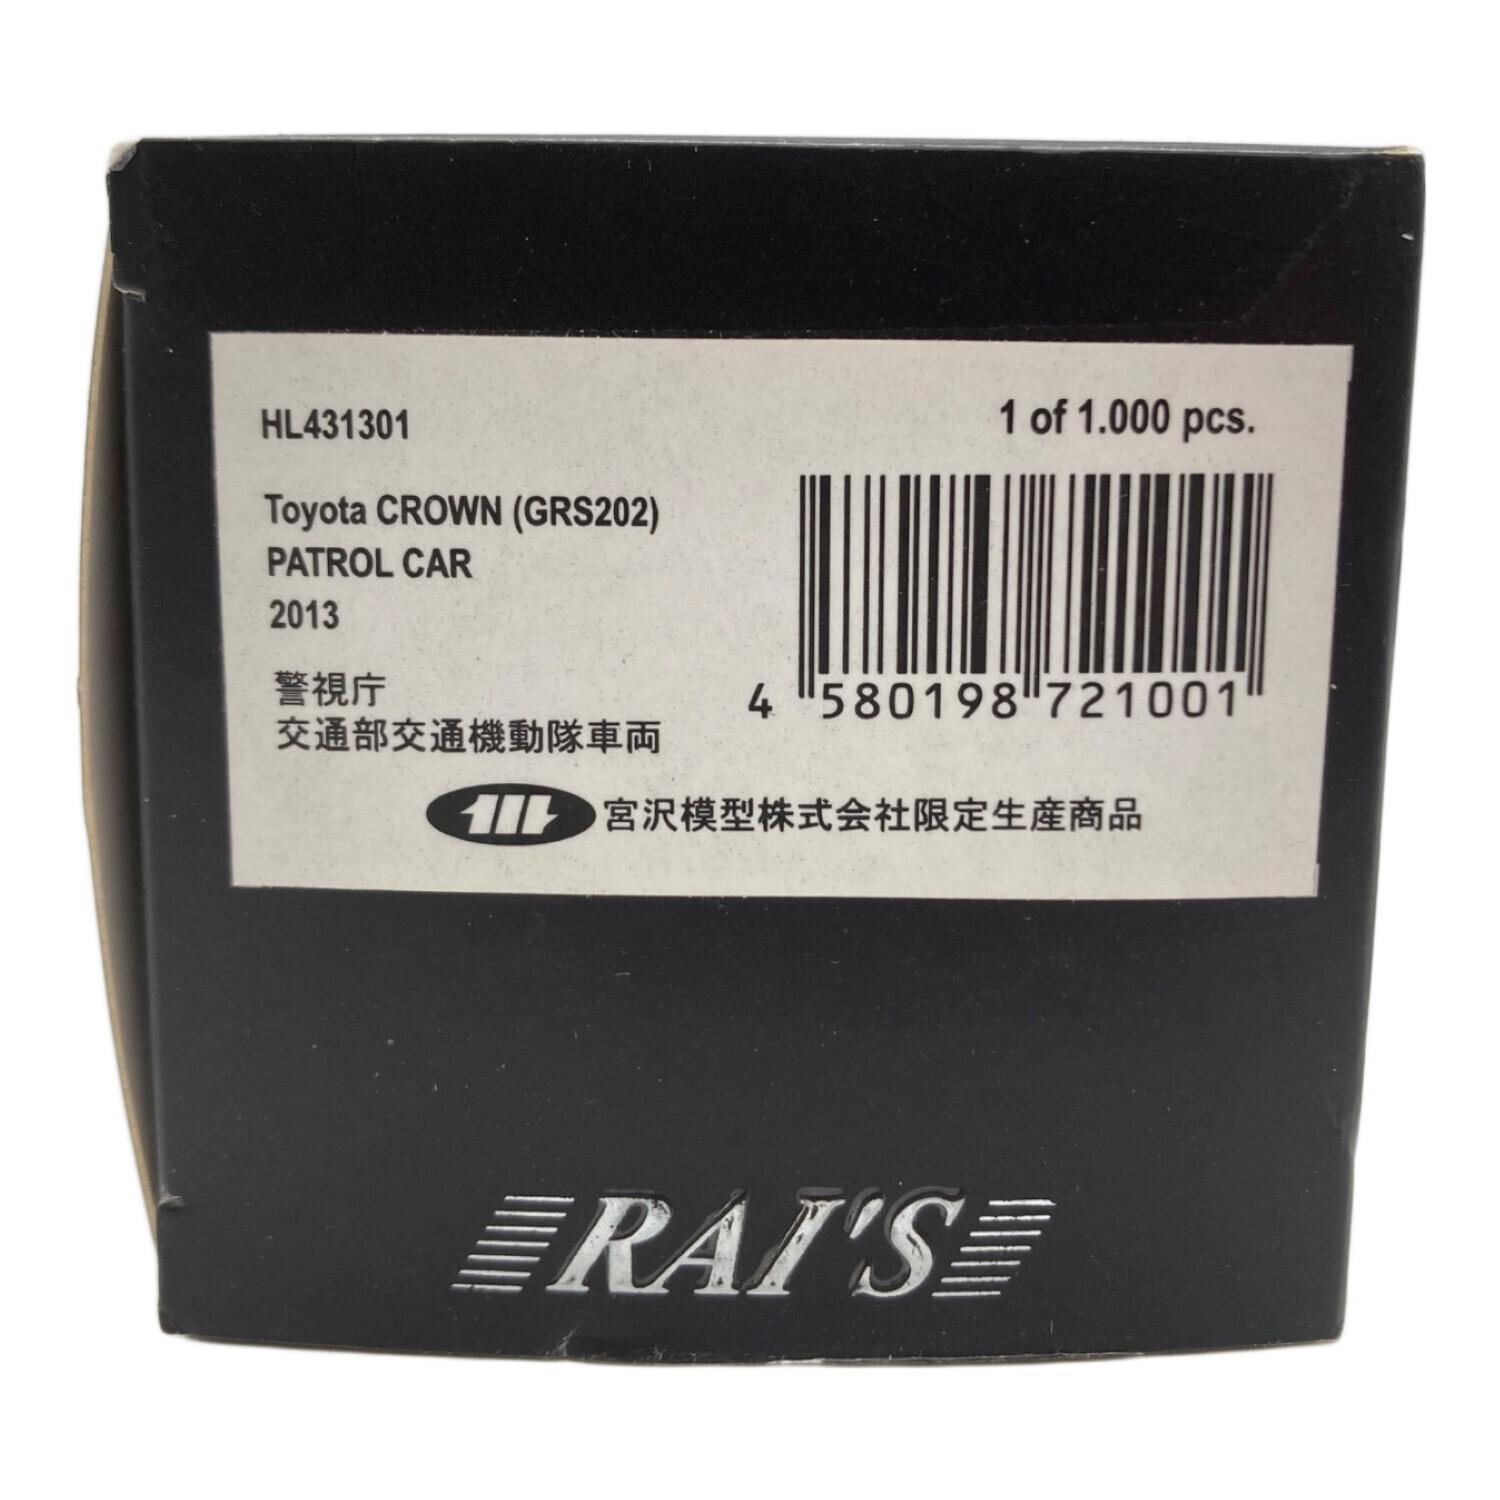 HL431301
1 of 1.000 pcs.
Toyota CROWN (GRS202)
PATROL CAR
2013
警視庁
交通部交通機動隊車両
4 580198 721001
宮沢模型株式会社限定生産商品
RAI'S